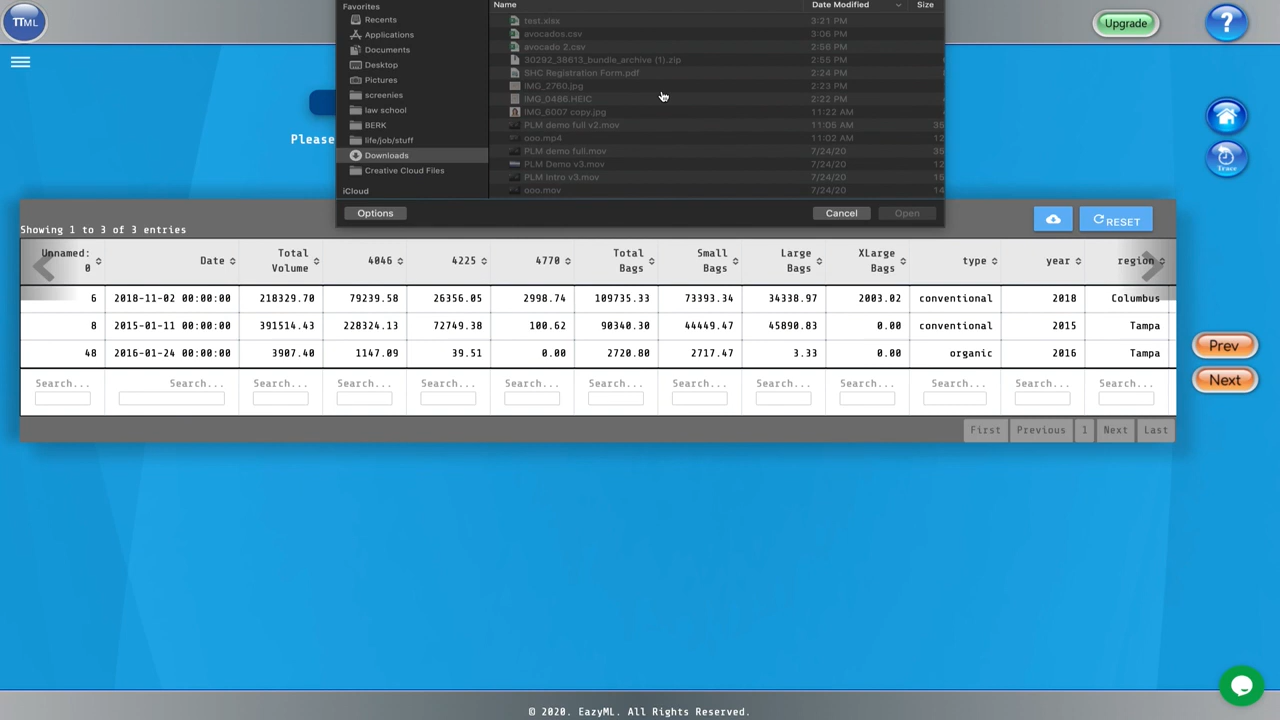 TTML
Favorites
Recents
Applications
Documents
Desktop
Pictures
screenies
law school
BERK
life/job/stuff
Downloads
Creative Cloud Files
iCloud
Name Date Modified Size
test.xlsx 3:21 PM
avocados.csv 3:06 PM
avocado 2.csv 2:56 PM
30292_38613_bundle_archive (1).zip 2:55 PM
SHC Registration Form.pdf 2:24 PM
IMG_2760.jpg 2:23 PM
IMG_0486.HEIC 2:22 PM
IMG_6007 copy.jpg 11:22 AM
PLM demo full v2.mov 11:05 AM 35
ooo.mp4 11:02 AM 12
PLM demo full.mov 7/24/20 35
PLM Demo v3.mov 7/24/20 12
PLM Intro v3.mov 7/24/20 15
ooo.mov 7/24/20 14
Options Cancel Open
Upgrade
?
Trace
Please
Showing 1 to 3 of 3 entries
RESET
Unnamed: 0 Date Total Volume 4046 4225 4770 Total Bags Small Bags Large Bags XLarge Bags type year region
6 2018-11-02 00:00:00 218329.70 79239.58 26356.05 2998.74 109735.33 73393.34 34338.97 2003.02 conventional 2018 Columbus
8 2015-01-11 00:00:00 391514.43 228324.13 72749.38 100.62 90340.30 44449.47 45890.83 0.00 conventional 2015 Tampa
48 2016-01-24 00:00:00 3907.40 1147.09 39.51 0.00 2720.80 2717.47 3.33 0.00 organic 2016 Tampa
Search... Search... Search... Search... Search... Search... Search... Search... Search... Search... Search... Search... Search...
First Previous 1 Next Last
Prev
Next
© 2020. EazyML. All Rights Reserved.